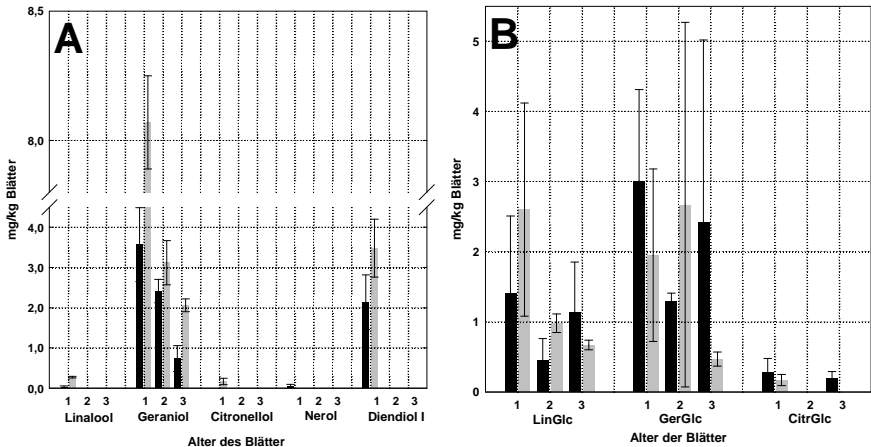 A
8,5
8,0
4,0
3,0
2,0
1,0
0,0
mg/kg Blätter
1 2 3 1 2 3 1 2 3 1 2 3 1 2 3
Linalool Geraniol Citronellol Nerol Diendiol I
Alter des Blätter
B
5
4
3
2
1
0
mg/kg Blätter
1 2 3 1 2 3 1 2 3
LinGlc GerGlc CitrGlc
Alter der Blätter